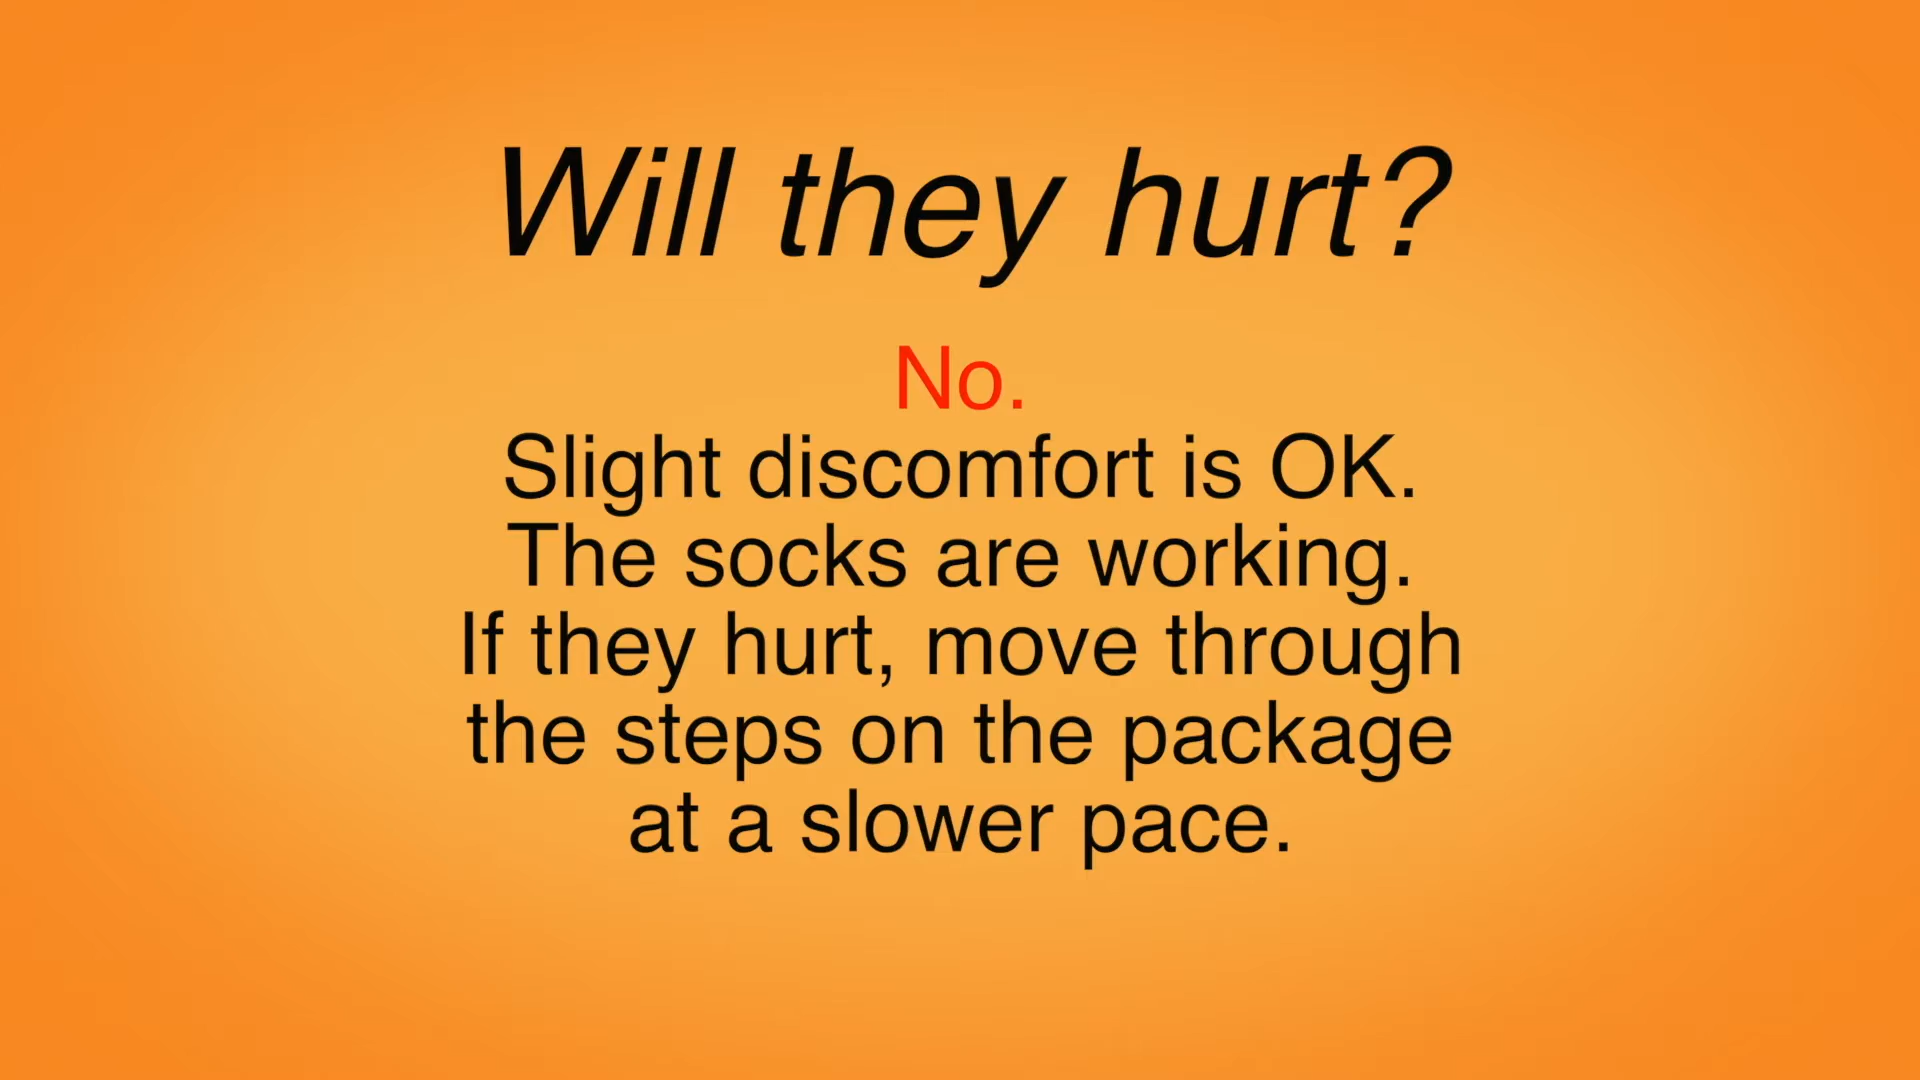 Will they hurt?
No.
Slight discomfort is OK.
The socks are working.
If they hurt, move through
the steps on the package
at a slower pace.